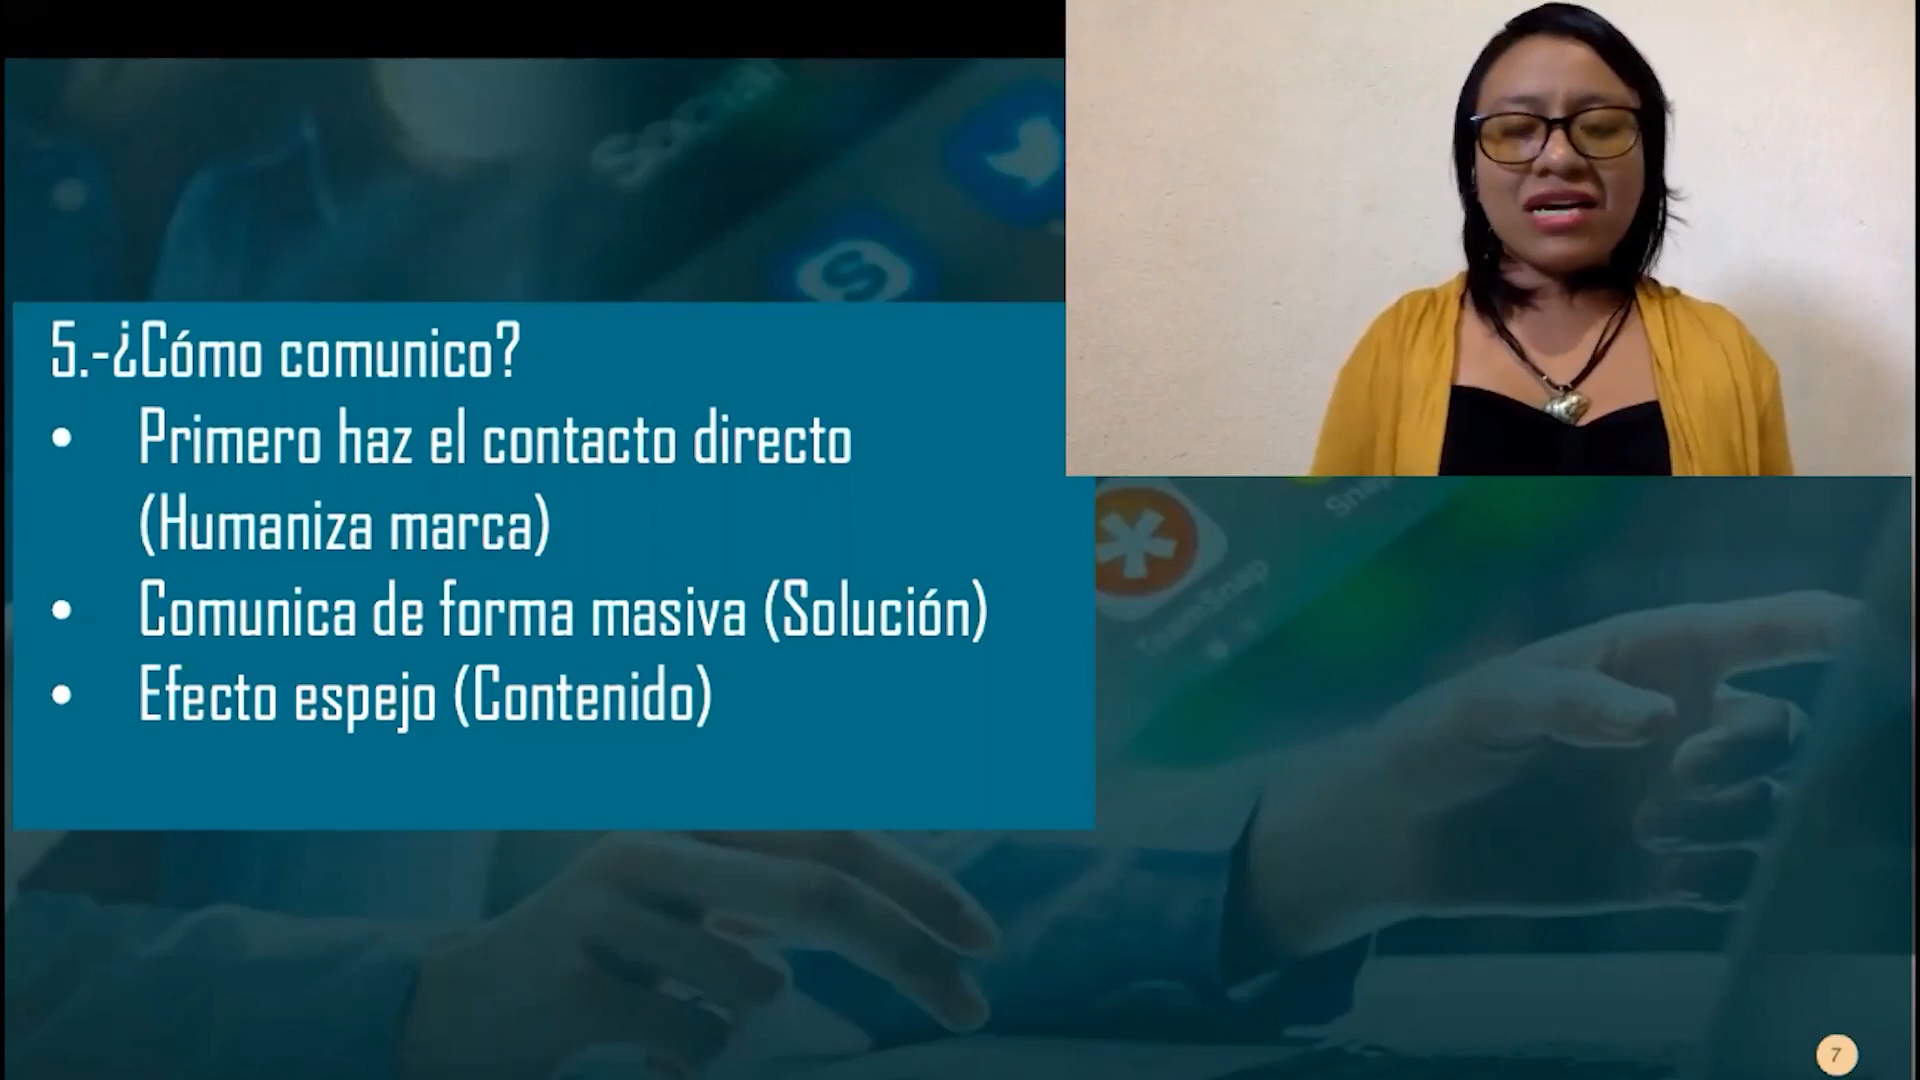 5.-¿Cómo comunico?
• Primero haz el contacto directo
(Humaniza marca)
• Comunica de forma masiva (Solución)
• Efecto espejo (Contenido)
TeamSnap
7